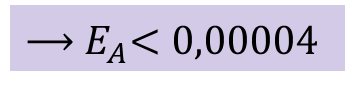 ⟶ E_A < 0,00004